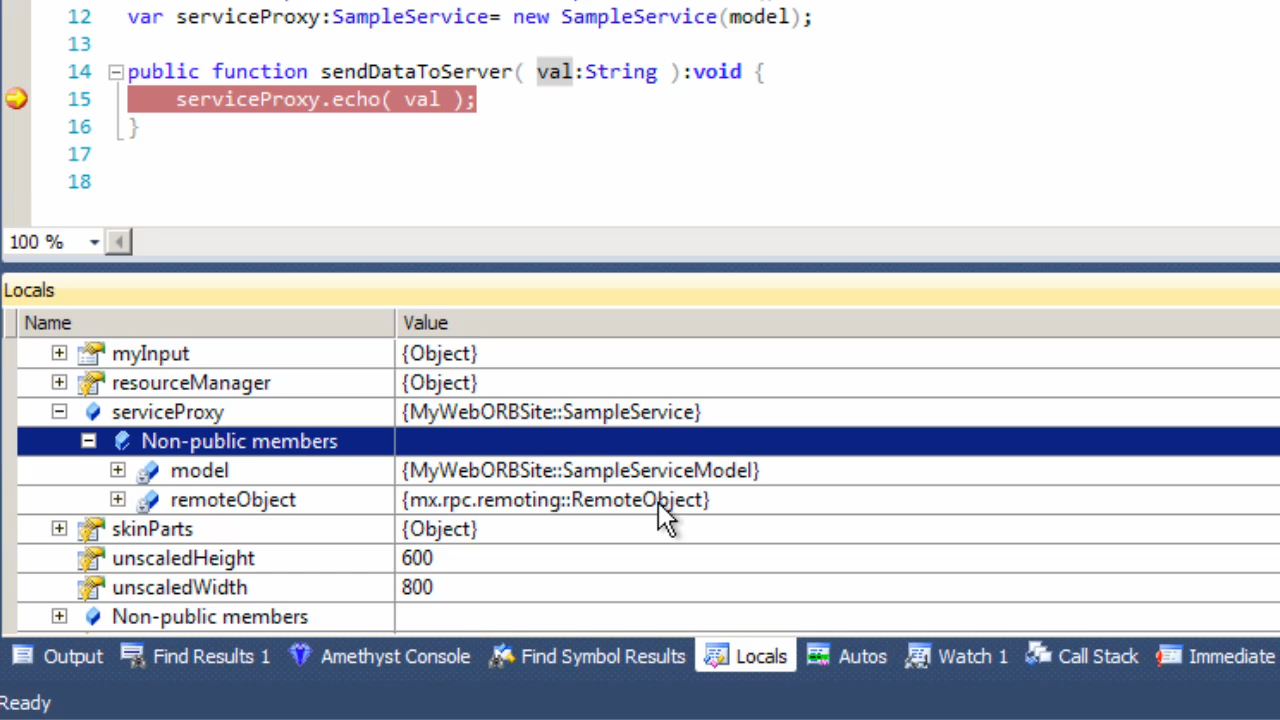 12 var serviceProxy:SampleService= new SampleService(model);
13
14 public function sendDataToServer( val:String ):void {
15 serviceProxy.echo( val );
16 }
17
18
100 %
Locals
Name Value
myInput {Object}
resourceManager {Object}
serviceProxy {MyWebORBSite::SampleService}
Non-public members
model {MyWebORBSite::SampleServiceModel}
remoteObject {mx.rpc.remoting::RemoteObject}
skinParts {Object}
unscaledHeight 600
unscaledWidth 800
Non-public members
Output Find Results 1 Amethyst Console Find Symbol Results Locals Autos Watch 1 Call Stack Immediate
Ready